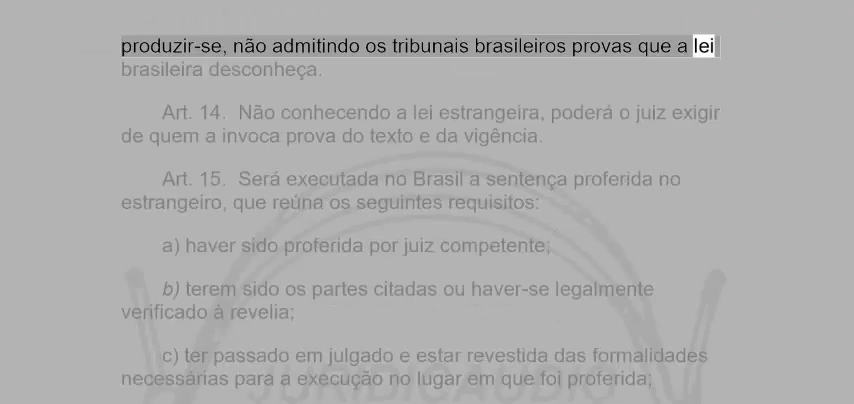 produzir-se, não admitindo os tribunais brasileiros provas que a lei
brasileira desconheça.
Art. 14. Não conhecendo a lei estrangeira, poderá o juiz exigir
de quem a invoca prova do texto e da vigência.
Art. 15. Será executada no Brasil a sentença proferida no
estrangeiro, que reúna os seguintes requisitos:
a) haver sido proferida por juiz competente;
b) terem sido os partes citadas ou haver-se legalmente
verificado à revelia;
c) ter passado em julgado e estar revestida das formalidades
necessárias para a execução no lugar em que foi proferida;
JURIDICAUDIO